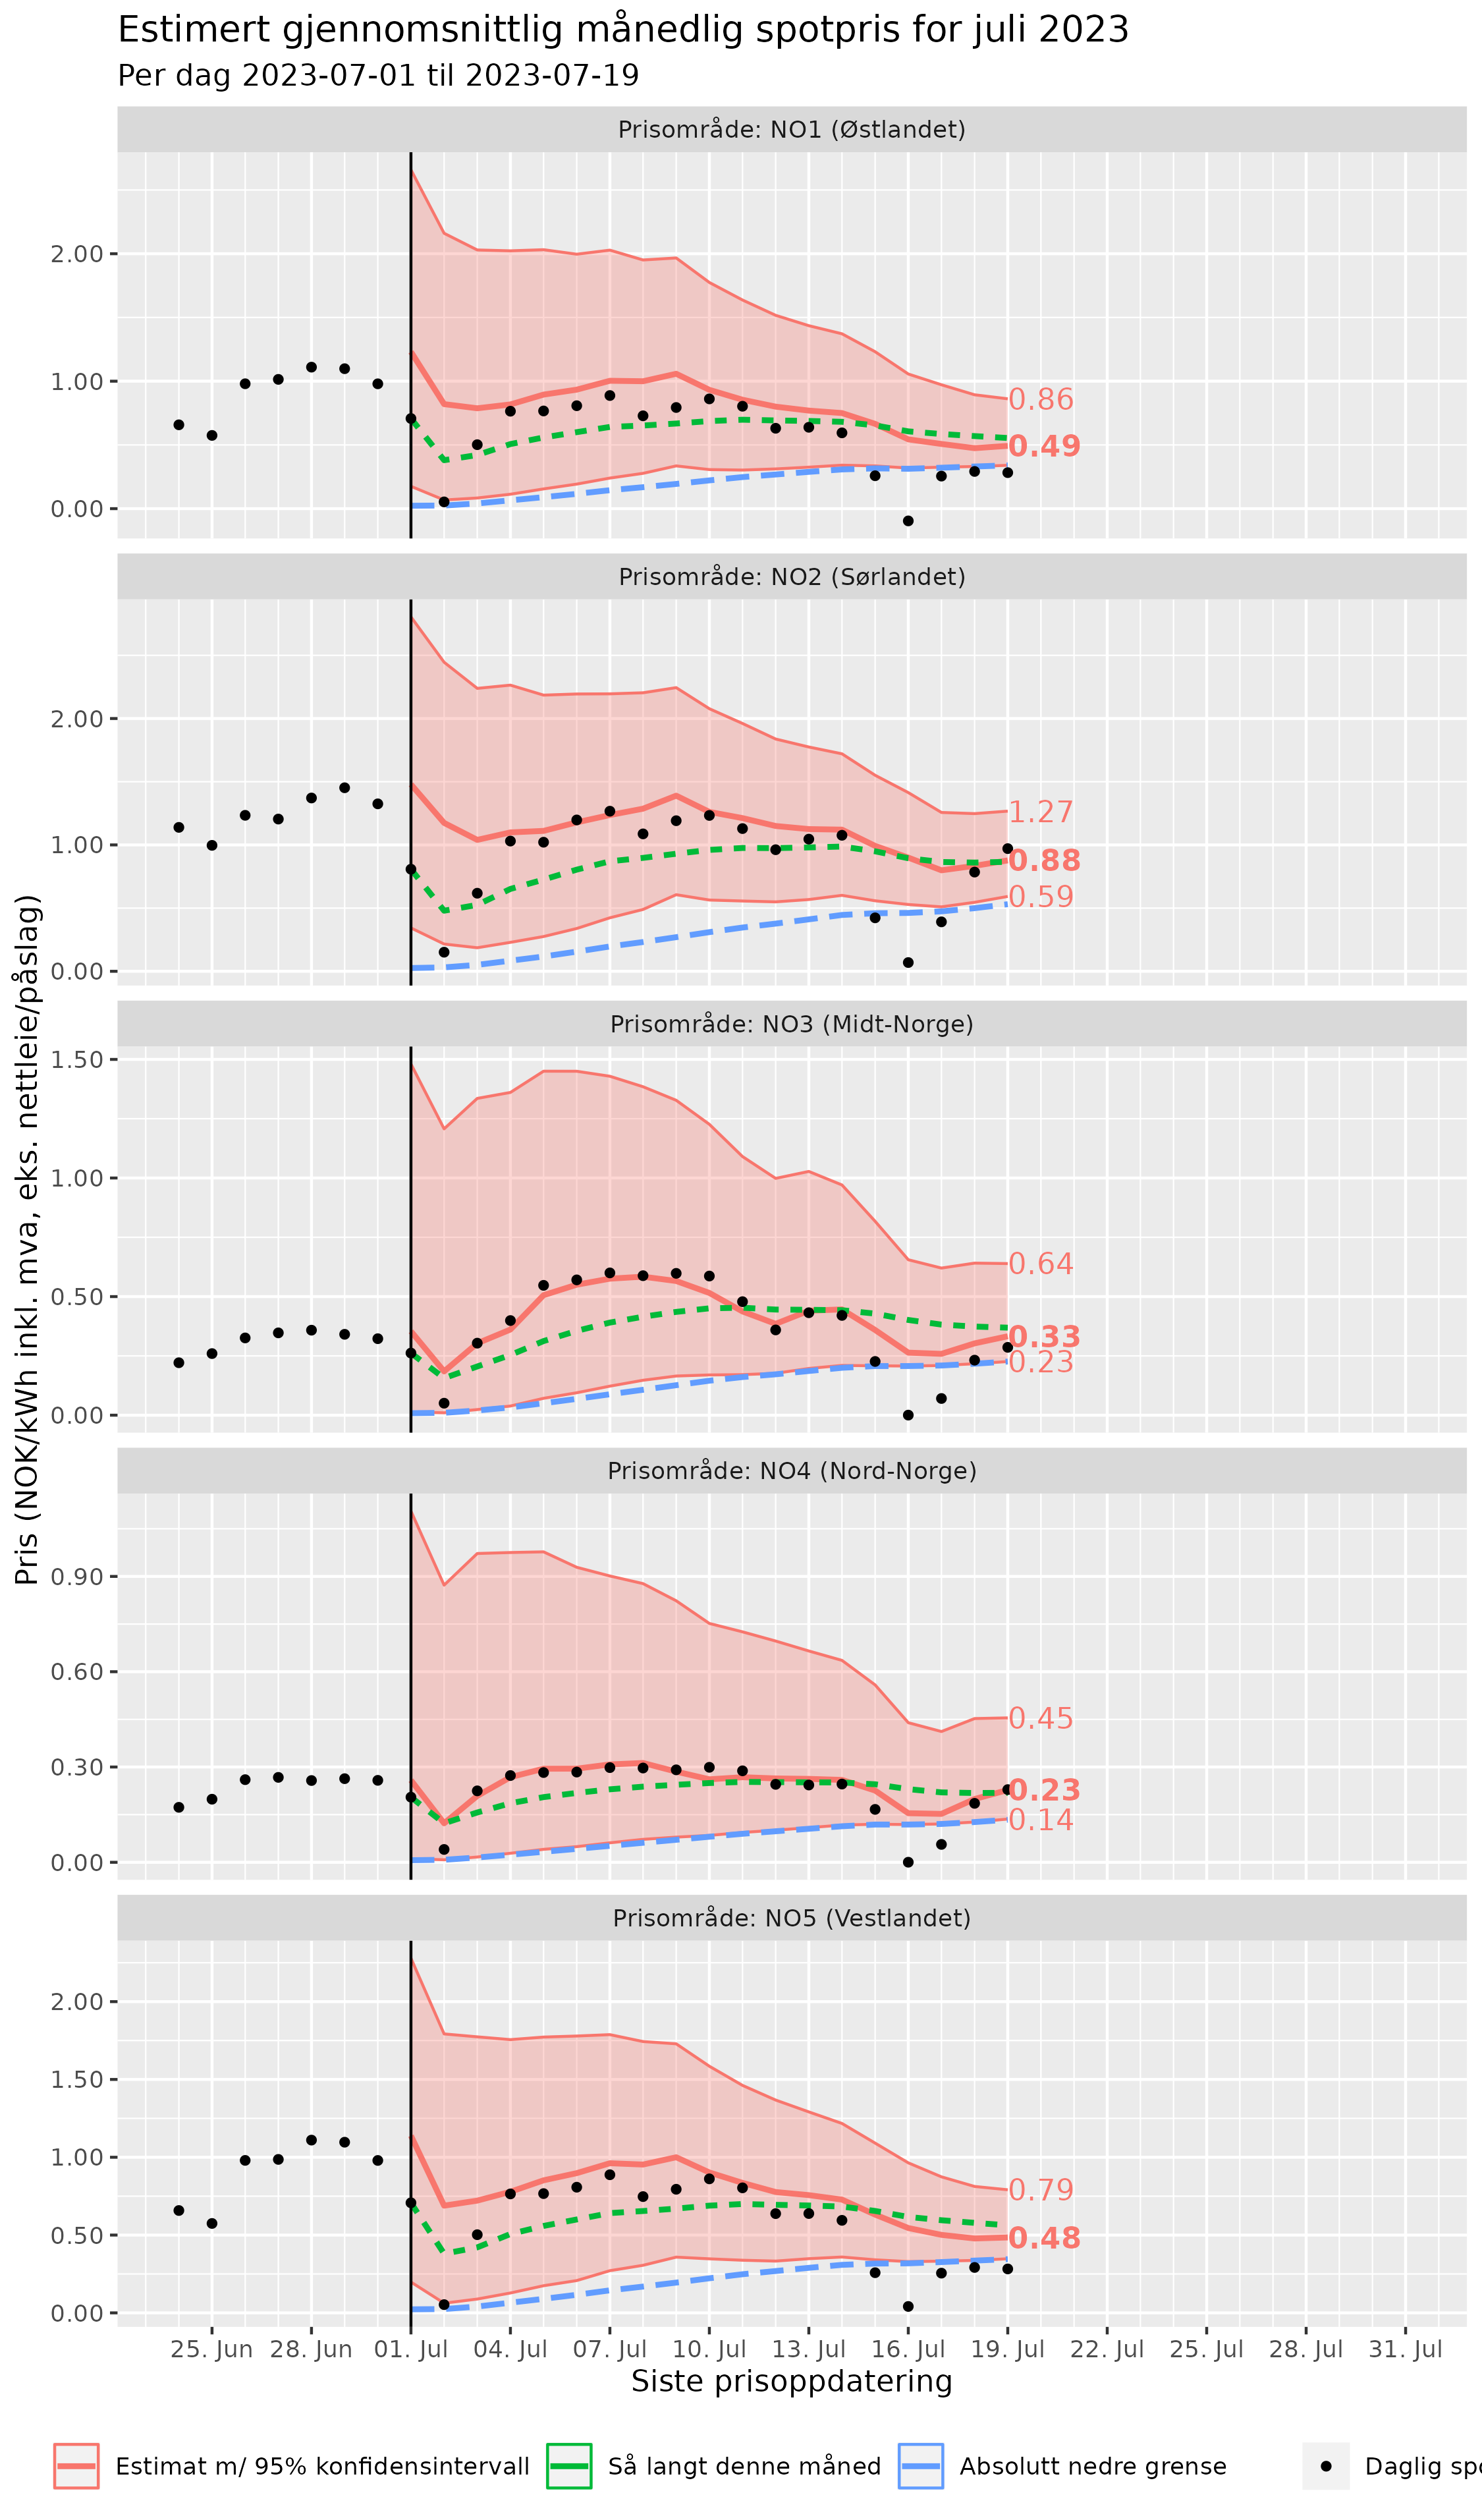 Estimert gjennomsnittlig månedlig spotpris for juli 2023
Per dag 2023-07-01 til 2023-07-19
Pris (NOK/kWh inkl. mva, eks. nettleie/påslag)
Prisområde: NO1 (Østlandet)
2.00
1.00
0.00
0.86
0.49
Prisområde: NO2 (Sørlandet)
2.00
1.00
0.00
1.27
0.88
0.59
Prisområde: NO3 (Midt-Norge)
1.50
1.00
0.50
0.00
0.64
0.33
0.23
Prisområde: NO4 (Nord-Norge)
0.90
0.60
0.30
0.00
0.45
0.23
0.14
Prisområde: NO5 (Vestlandet)
2.00
1.50
1.00
0.50
0.00
0.79
0.48
25. Jun 28. Jun 01. Jul 04. Jul 07. Jul 10. Jul 13. Jul 16. Jul 19. Jul 22. Jul 25. Jul 28. Jul 31. Jul
Siste prisoppdatering
Estimat m/ 95% konfidensintervall Så langt denne måned Absolutt nedre grense Daglig